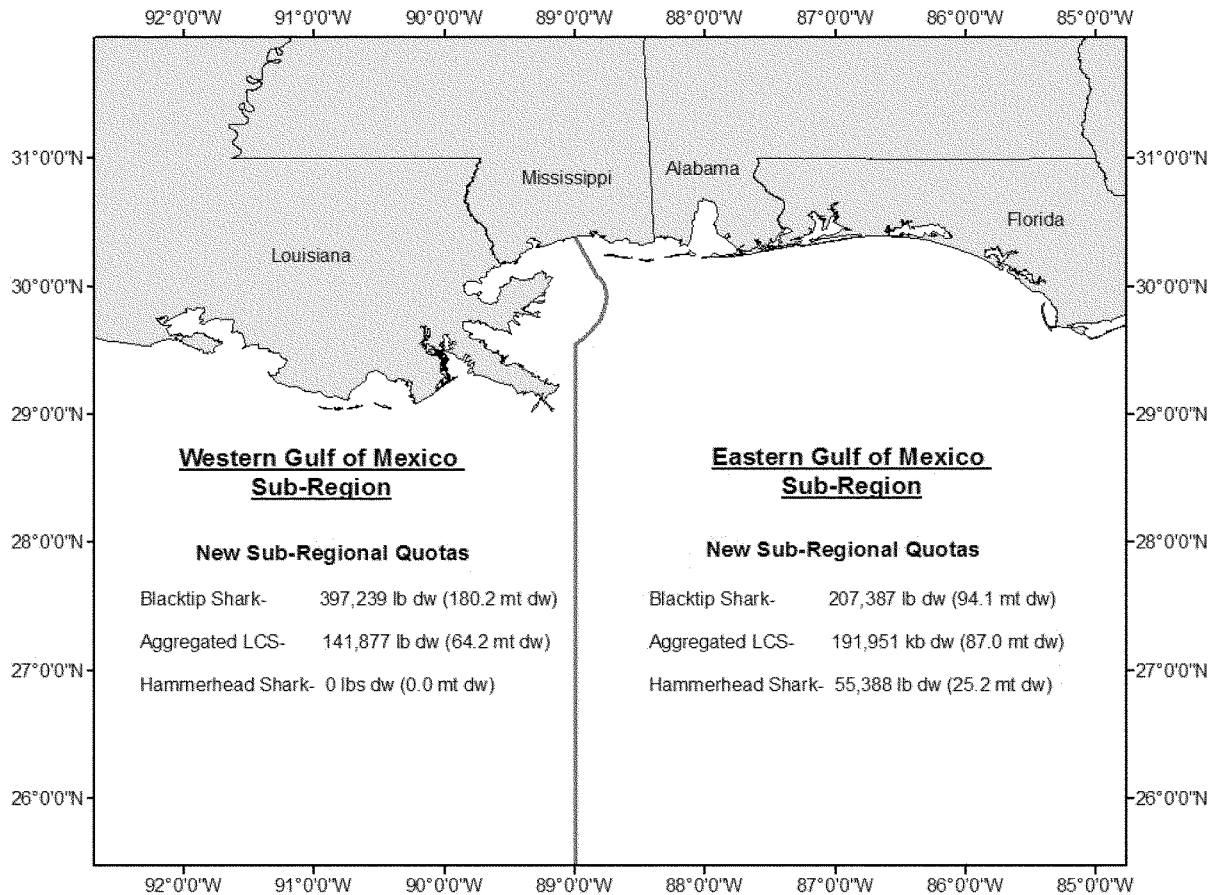 92°0'0"W 91°0'0"W 90°0'0"W 89°0'0"W 88°0'0"W 87°0'0"W 86°0'0"W 85°0'0"W
31°0'0"N 31°0'0"N
Mississippi
Alabama
Florida
Louisiana
30°0'0"N 30°0'0"N
29°0'0"N 29°0'0"N
Western Gulf of Mexico
Sub-Region
New Sub-Regional Quotas
Blacktip Shark- 397,239 lb dw (180.2 mt dw)
Aggregated LCS- 141,877 lb dw (64.2 mt dw)
Hammerhead Shark- 0 lbs dw (0.0 mt dw)
Eastern Gulf of Mexico
Sub-Region
New Sub-Regional Quotas
Blacktip Shark- 207,387 lb dw (94.1 mt dw)
Aggregated LCS- 191,951 kb dw (87.0 mt dw)
Hammerhead Shark- 55,388 lb dw (25.2 mt dw)
28°0'0"N 28°0'0"N
27°0'0"N 27°0'0"N
26°0'0"N 26°0'0"N
92°0'0"W 91°0'0"W 90°0'0"W 89°0'0"W 88°0'0"W 87°0'0"W 86°0'0"W 85°0'0"W